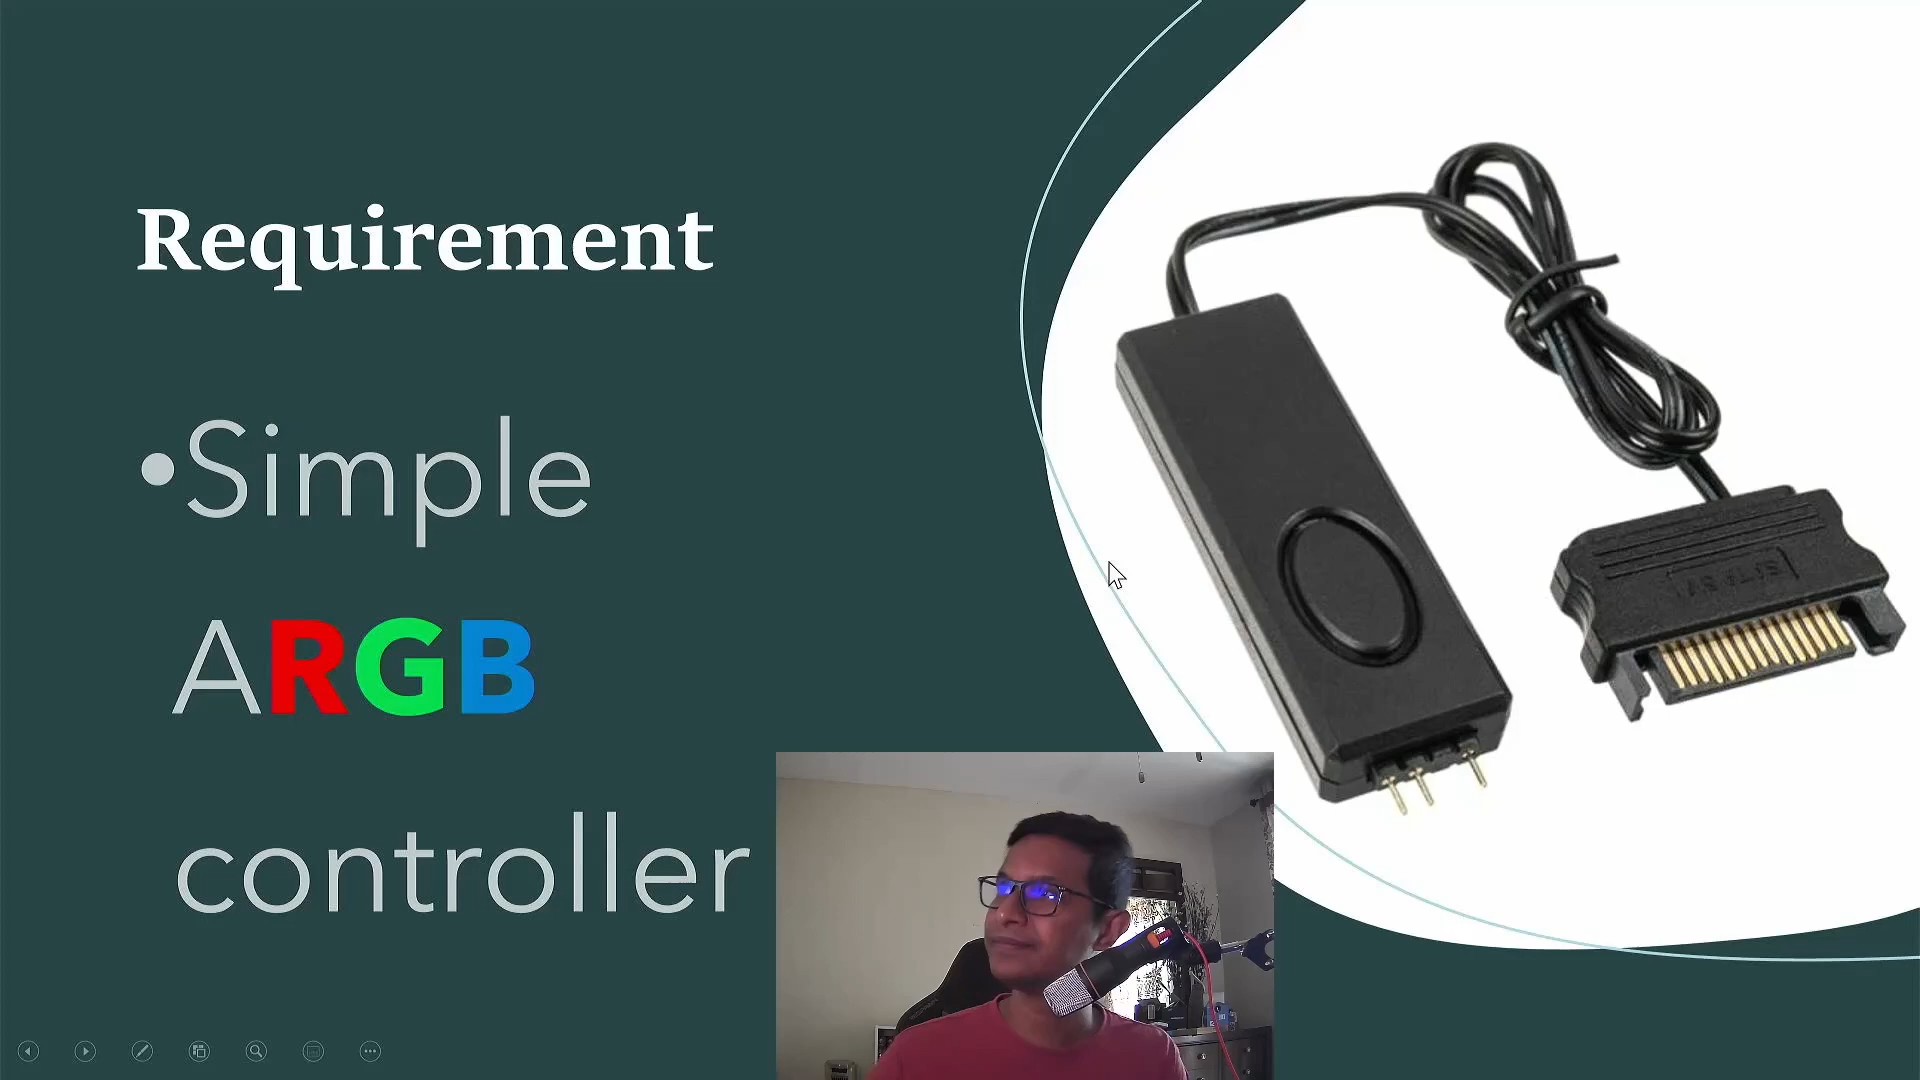 Requirement
•Simple
ARGB
controller